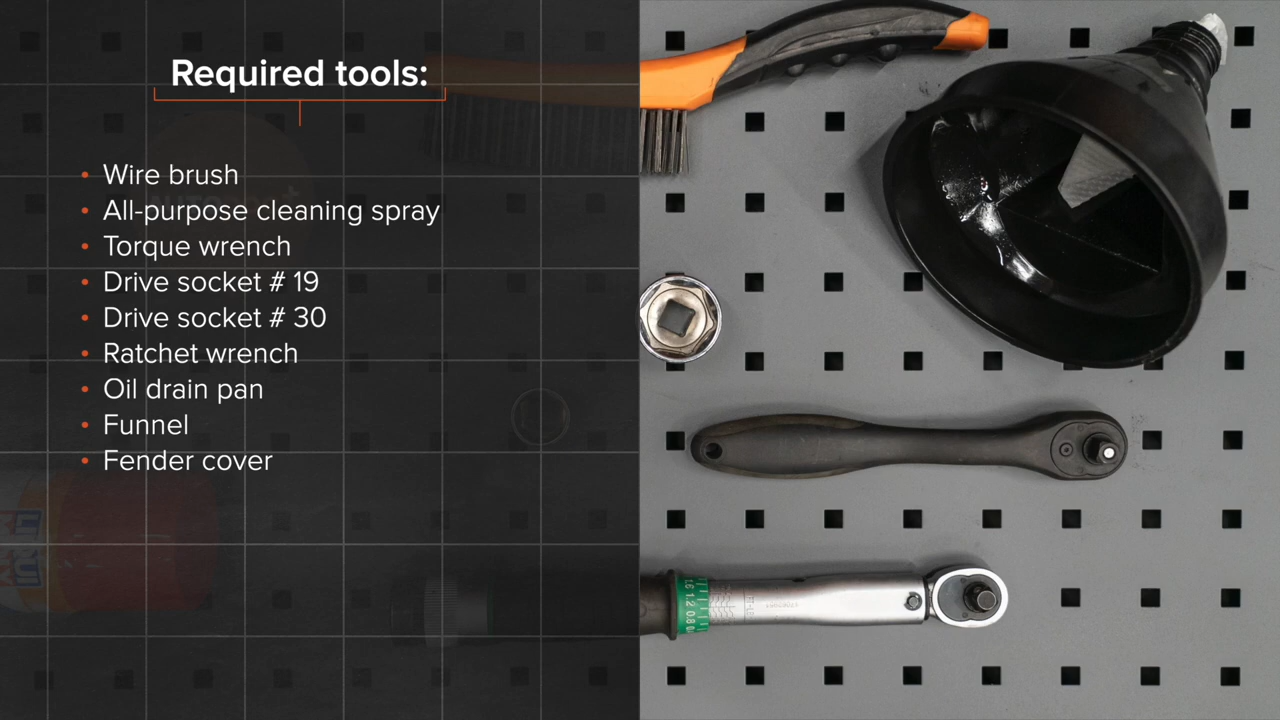 Required tools:
• Wire brush
• All-purpose cleaning spray
• Torque wrench
• Drive socket # 19
• Drive socket # 30
• Ratchet wrench
• Oil drain pan
• Funnel
• Fender cover